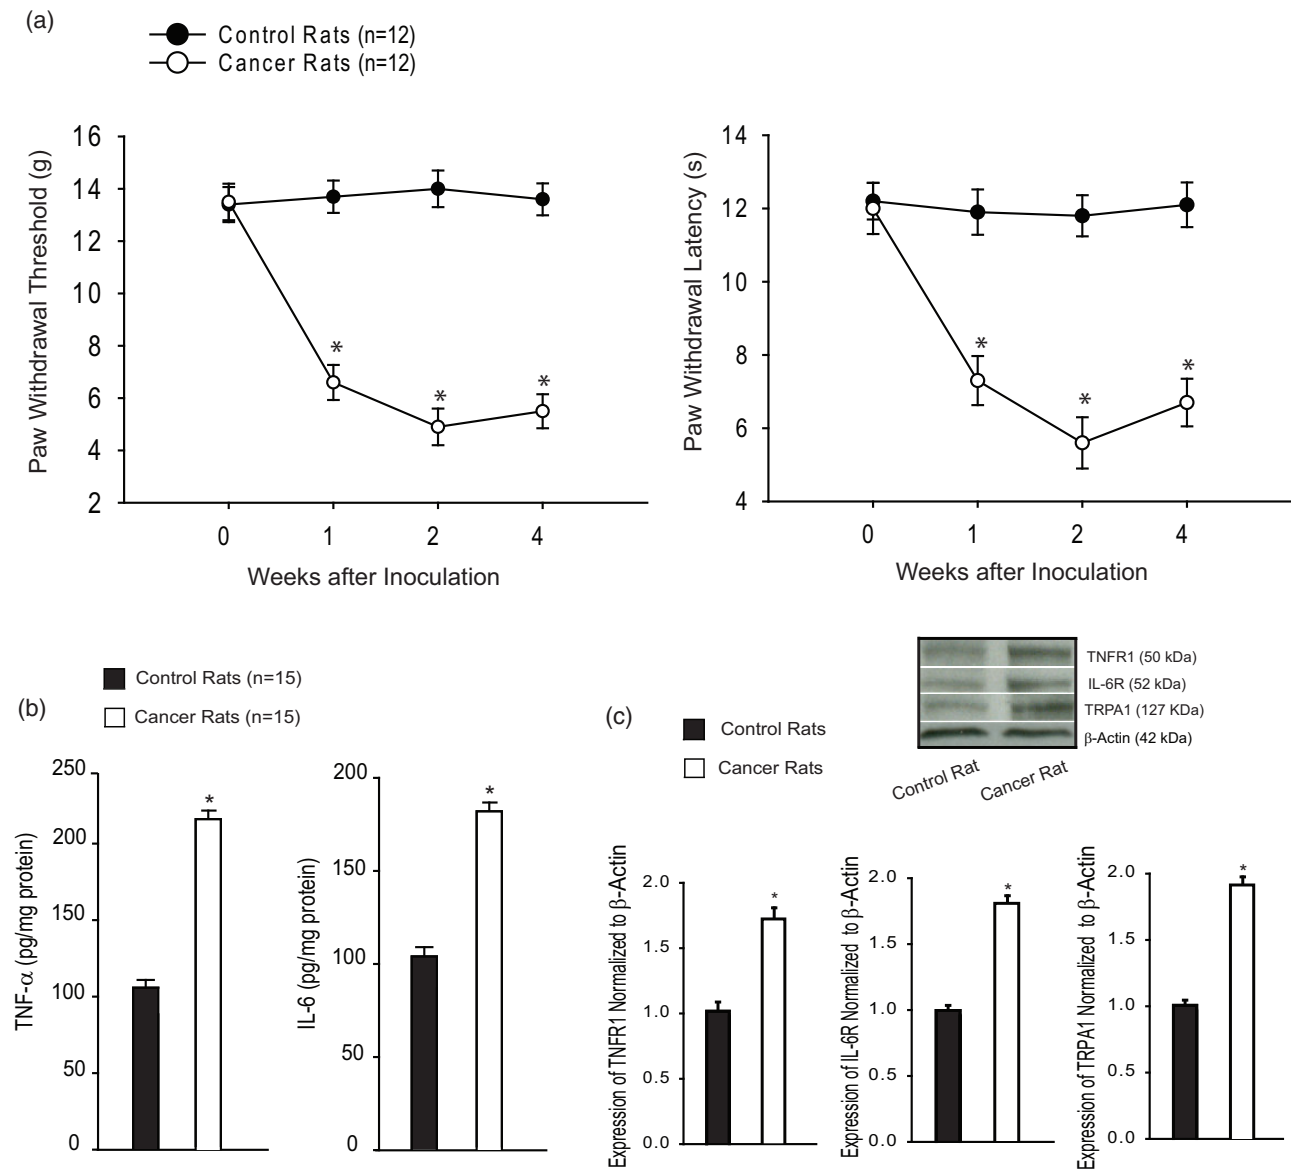 (a)
Control Rats (n=12)
Cancer Rats (n=12)
Paw Withdrawal Threshold (g)
16
14
12
10
8
6
4
2
*
*
*
0
1
2
4
Weeks after Inoculation
Paw Withdrawal Latency (s)
14
12
10
8
6
4
*
*
*
0
1
2
4
Weeks after Inoculation
(b)
Control Rats (n=15)
Cancer Rats (n=15)
TNF-α (pg/mg protein)
250
200
150
100
50
0
*
IL-6 (pg/mg protein)
200
150
100
50
0
*
(c)
Control Rats
Cancer Rats
TNFR1 (50 kDa)
IL-6R (52 kDa)
TRPA1 (127 KDa)
β-Actin (42 kDa)
Control Rat
Cancer Rat
Expression of TNFR1 Normalized to β-Actin
2.0
1.5
1.0
0.5
0.0
*
Expression of IL-6R Normalized to β-Actin
2.0
1.5
1.0
0.5
0.0
*
Expression of TRPA1 Normalized to β-Actin
2.0
1.5
1.0
0.5
0.0
*